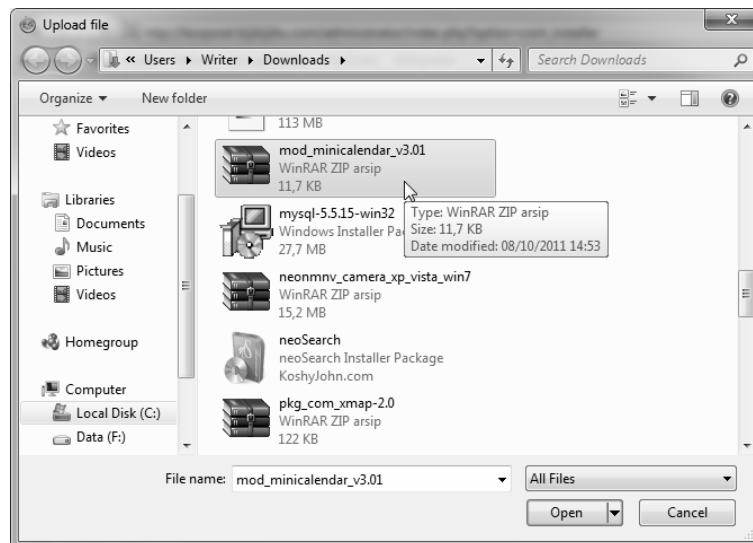 Upload file
« Users ▸ Writer ▸ Downloads ▸
Search Downloads
Organize ▾ New folder
Favorites
Videos
Libraries
Documents
Music
Pictures
Videos
Homegroup
Computer
Local Disk (C:)
Data (F:)
113 MB
mod_minicalendar_v3.01
WinRAR ZIP arsip
11,7 KB
mysql-5.5.15-win32
Windows Installer Pa
27,7 MB
Type: WinRAR ZIP arsip
Size: 11,7 KB
Date modified: 08/10/2011 14:53
neonmnv_camera_xp_vista_win7
WinRAR ZIP arsip
15,2 MB
neoSearch
neoSearch Installer Package
KoshyJohn.com
pkg_com_xmap-2.0
WinRAR ZIP arsip
122 KB
File name: mod_minicalendar_v3.01
All Files
Open
Cancel